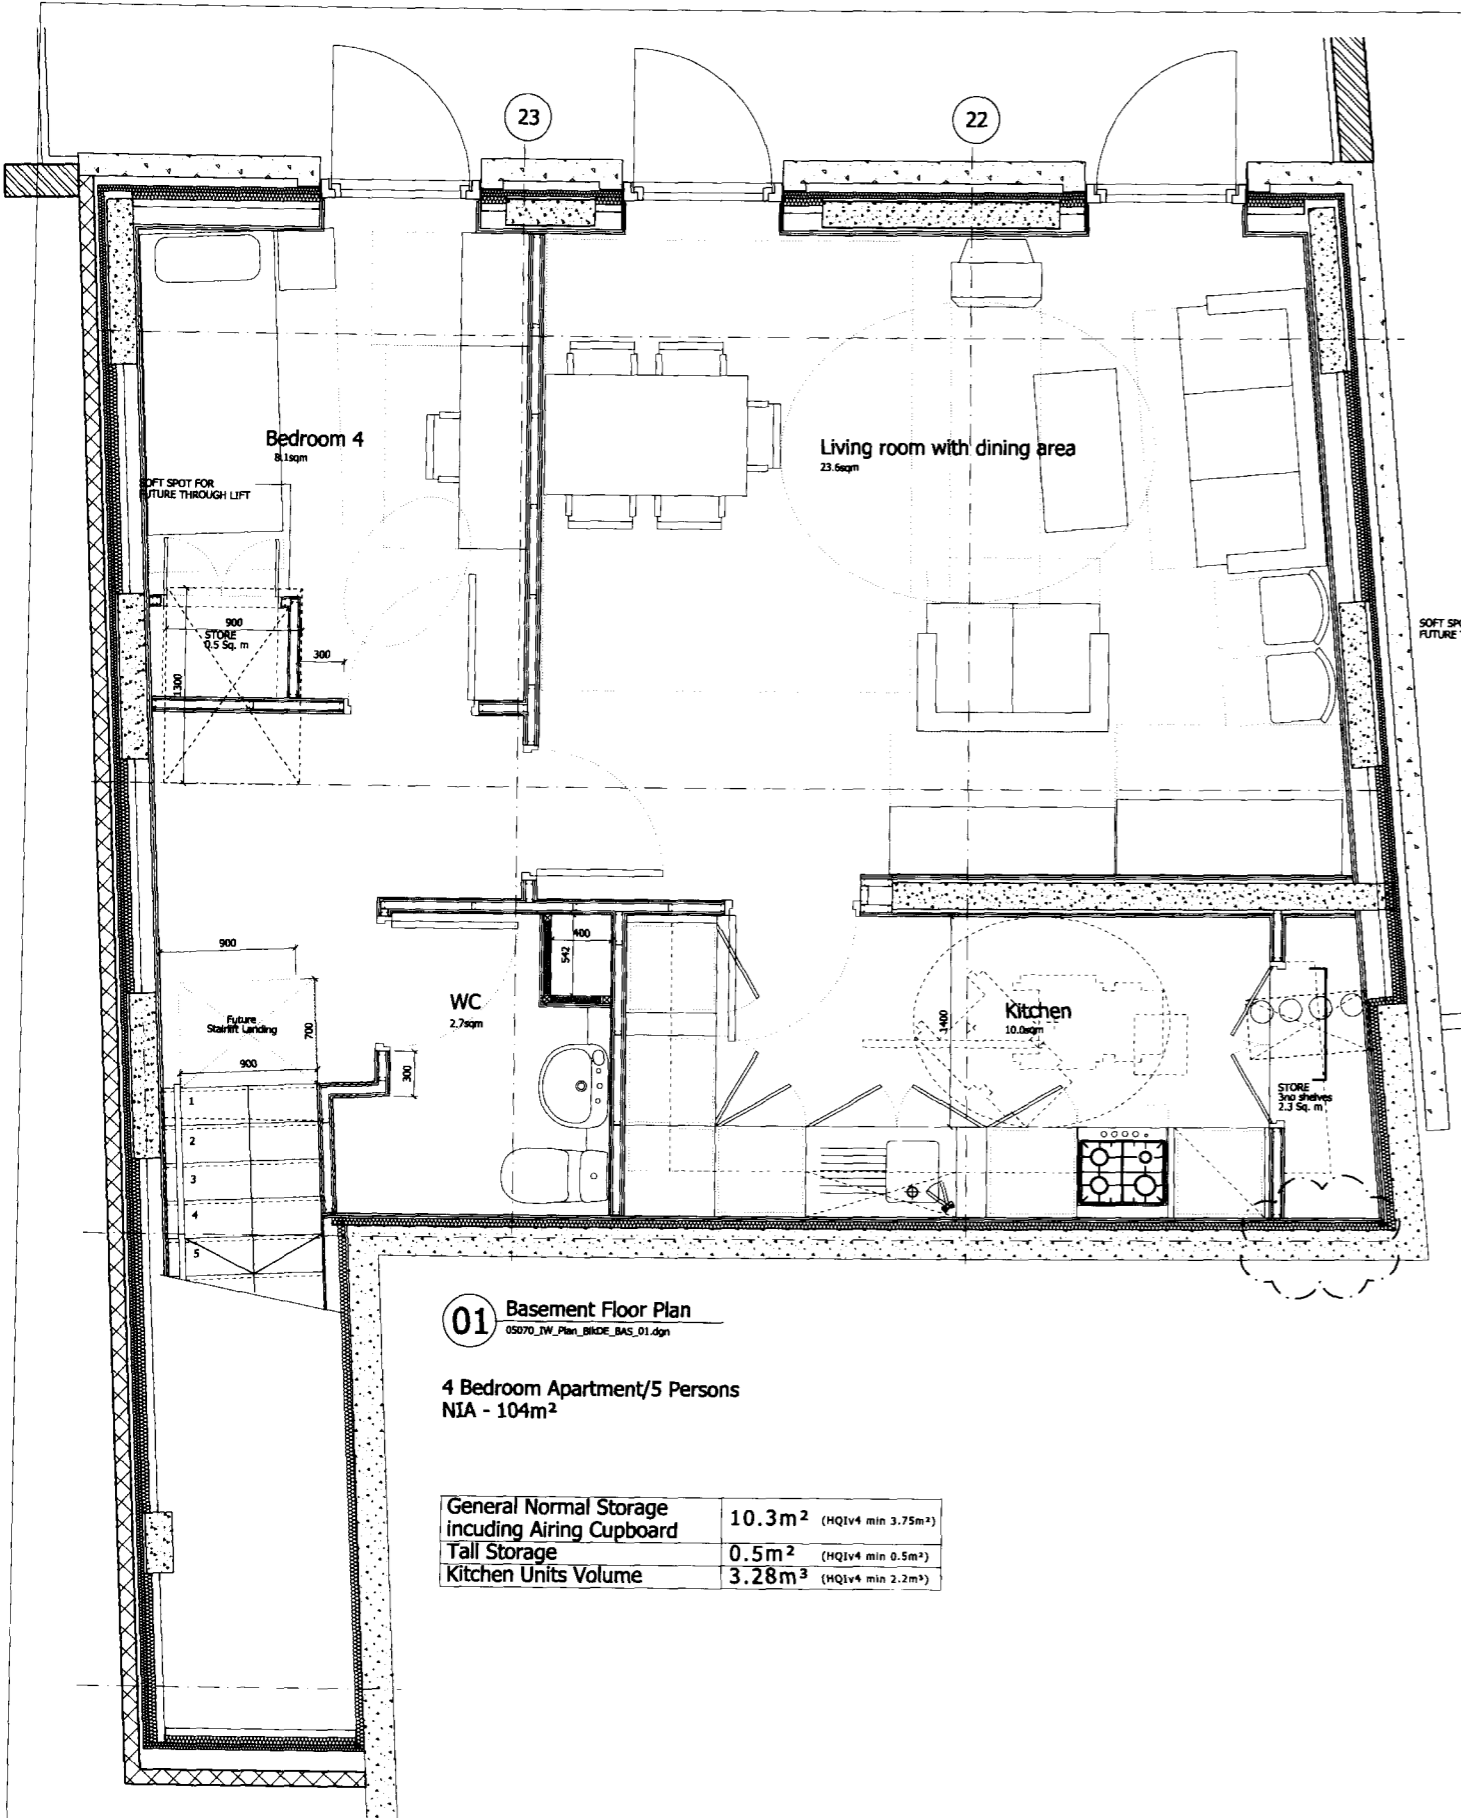 23
22
Bedroom 4
8.1sqm
SOFT SPOT FOR
FUTURE THROUGH LIFT
Living room with dining area
23.6sqm
900
STORE
0.5 Sq. m
300
1300
SOFT SPO
FUTURE
900
400
542
WC
2.7sqm
Future
Stairlift Landing
700
900
300
Kitchen
10.0sqm
1400
STORE
3no shelves
2.3 Sq. m
1
2
3
4
5
01
Basement Floor Plan
05070_IW_Plan_BlkDE_BAS_01.dgn
4 Bedroom Apartment/5 Persons
NIA - 104m²
General Normal Storage
incuding Airing Cupboard
10.3m² (HQIv4 min 3.75m²)
Tall Storage 0.5m² (HQIv4 min 0.5m²)
Kitchen Units Volume 3.28m³ (HQIv4 min 2.2m³)